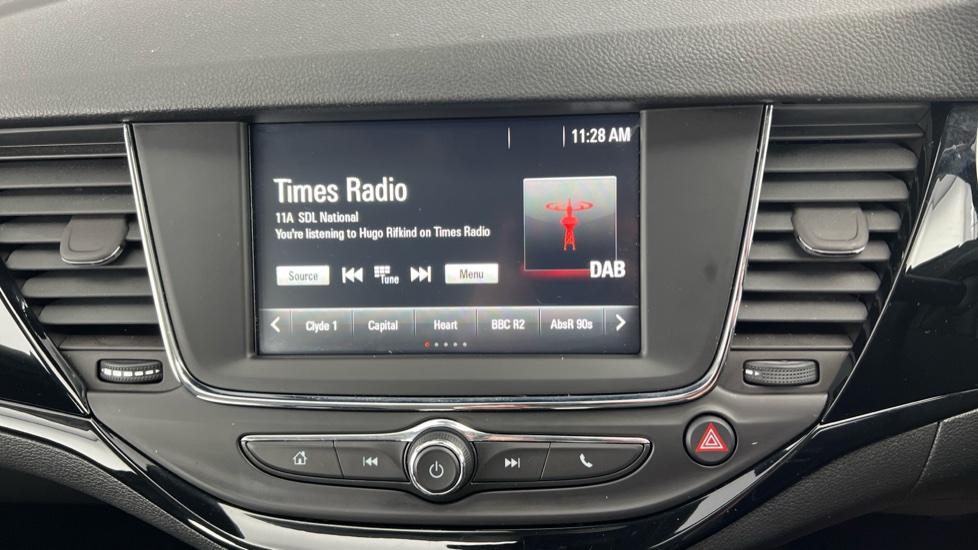 11:28 AM
Times Radio
11A SDL National
You're listening to Hugo Rifkind on Times Radio
DAB
Source Tune Menu
Clyde 1 Capital Heart BBC R2 AbsR 90s